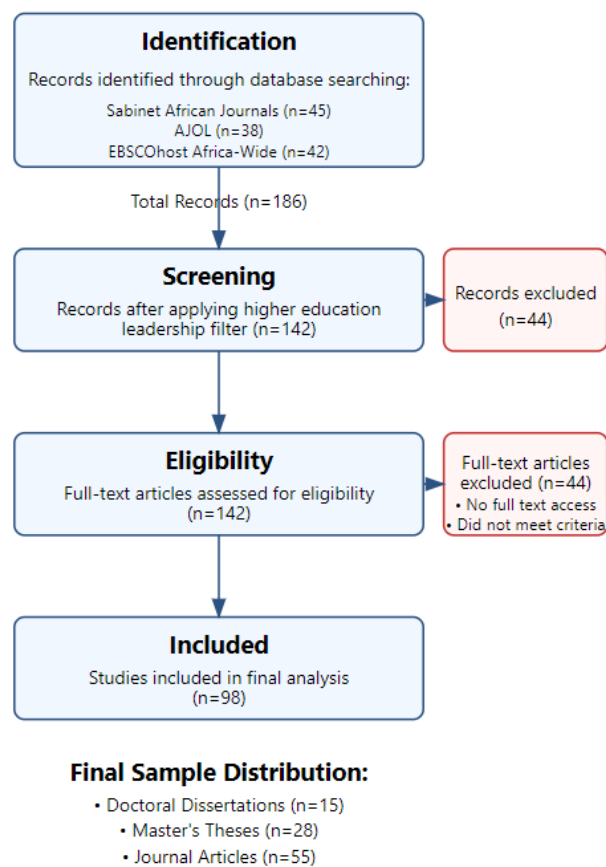 Identification
Records identified through database searching:
Sabinet African Journals (n=45)
AJOL (n=38)
EBSCOhost Africa-Wide (n=42)
Total Records (n=186)
Screening
Records after applying higher education
leadership filter (n=142)
Records excluded
(n=44)
Eligibility
Full-text articles assessed for eligibility
(n=142)
Full-text articles
excluded (n=44)
• No full text access
• Did not meet criteria
Included
Studies included in final analysis
(n=98)
Final Sample Distribution:
• Doctoral Dissertations (n=15)
• Master's Theses (n=28)
• Journal Articles (n=55)